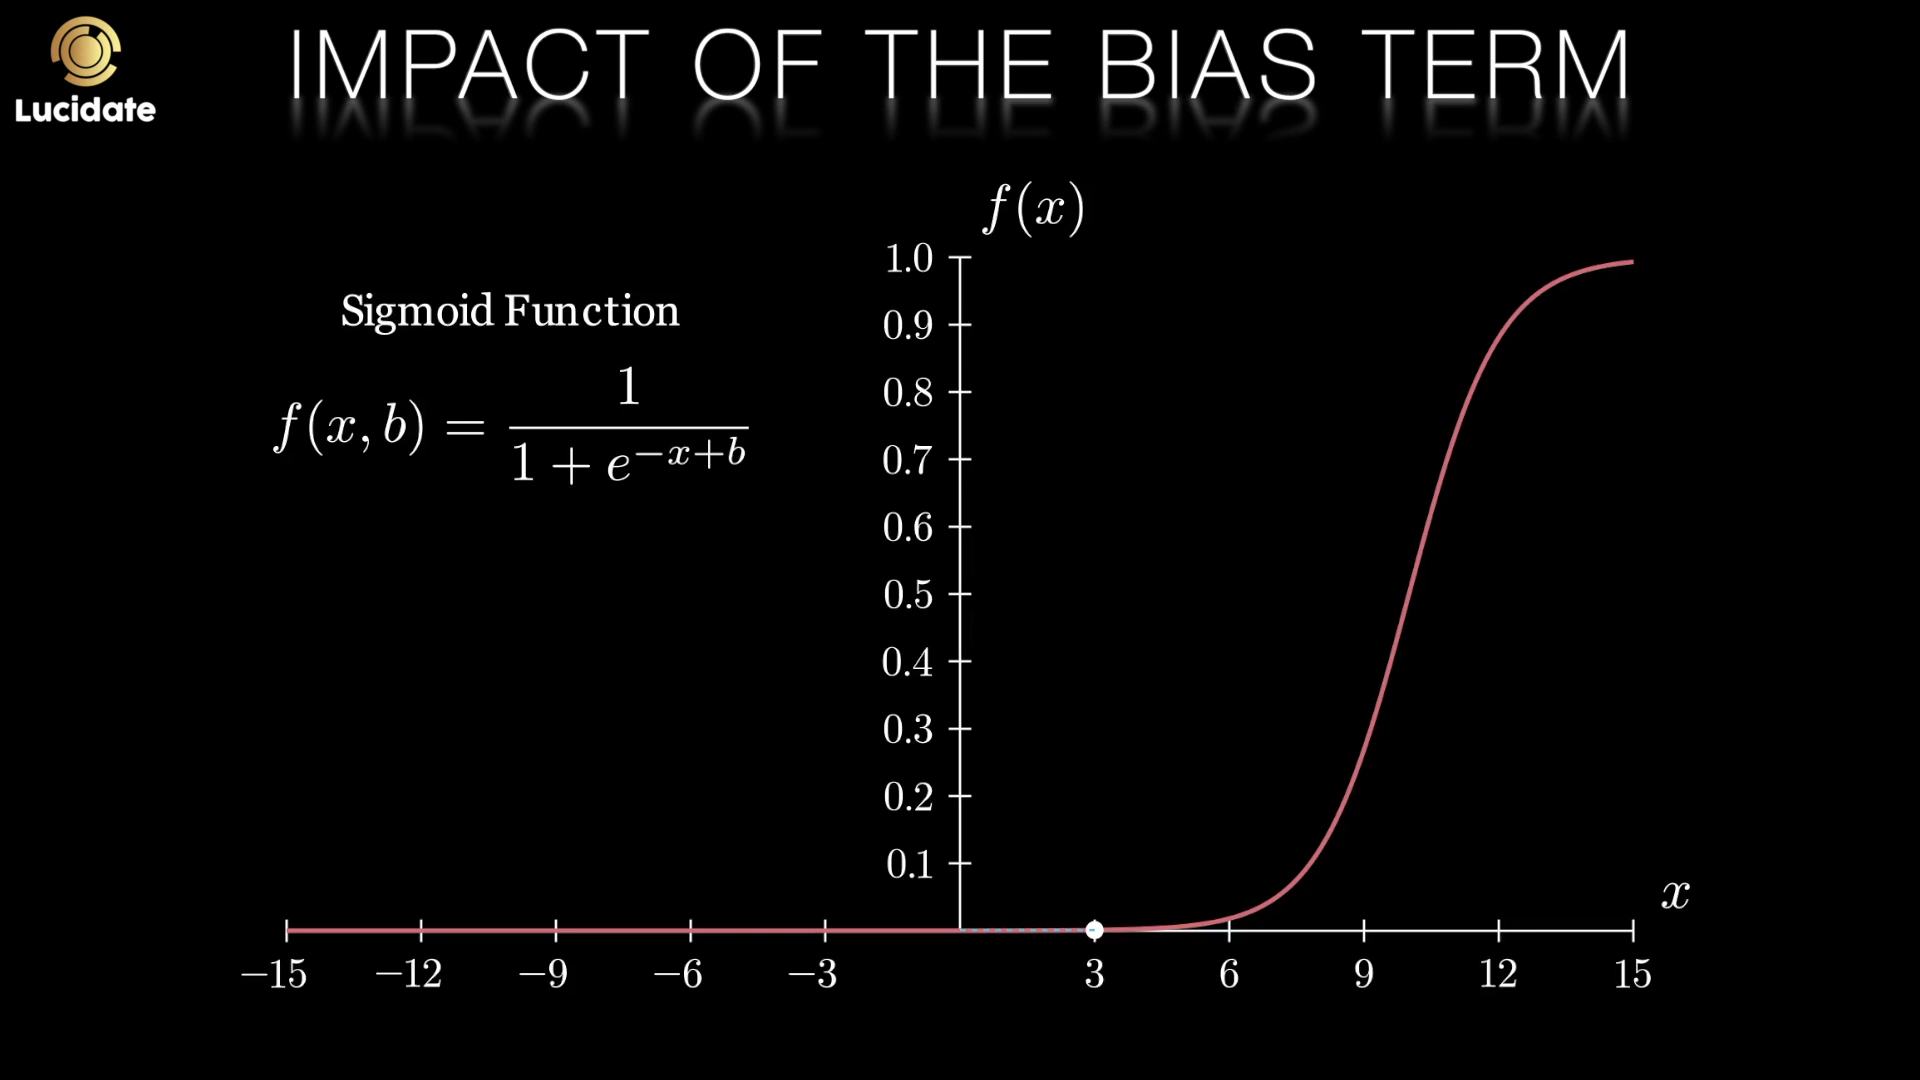 IMPACT OF THE BIAS TERM
Lucidate
f(x)
Sigmoid Function
f(x, b) = 1 / (1 + e^{−x+b})
1.0
0.9
0.8
0.7
0.6
0.5
0.4
0.3
0.2
0.1
x
−15 −12 −9 −6 −3 3 6 9 12 15